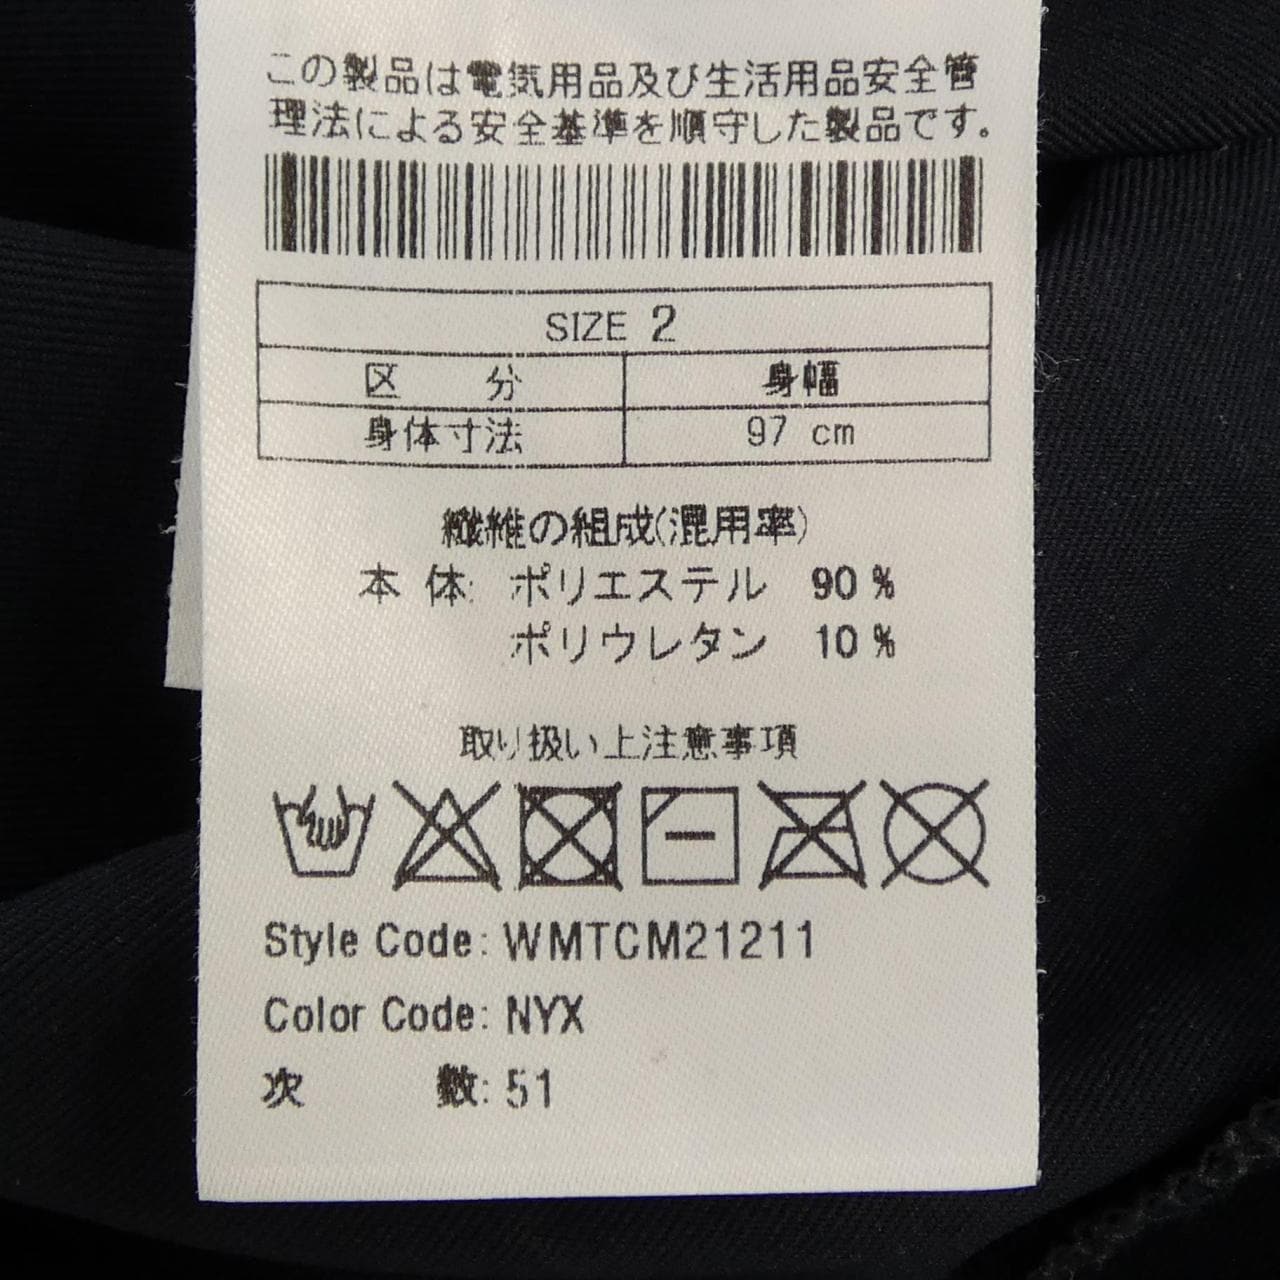 この製品は電気用品及び生活用品安全管
理法による安全基準を順守した製品です。
SIZE 2
区 分 身幅
身体寸法 97 cm
繊維の組成(混用率)
本 体: ポリエステル 90 %
ポリウレタン 10 %
取り扱い上注意事項
Style Code: WMTCM21211
Color Code: NYX
次 数: 51